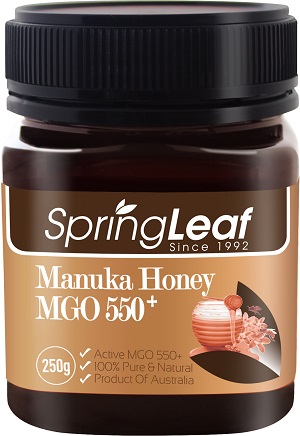 SpringLeaf
Since 1992
Manuka Honey
MGO 550+
250g
✓ Active MGO 550+
✓ 100% Pure & Natural
✓ Product Of Australia